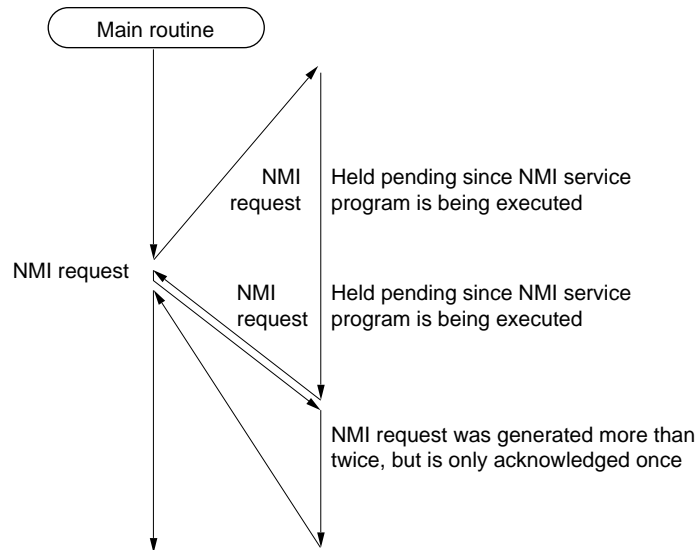 Main routine
NMI
request
Held pending since NMI service
program is being executed
NMI request
NMI
request
Held pending since NMI service
program is being executed
NMI request was generated more than
twice, but is only acknowledged once